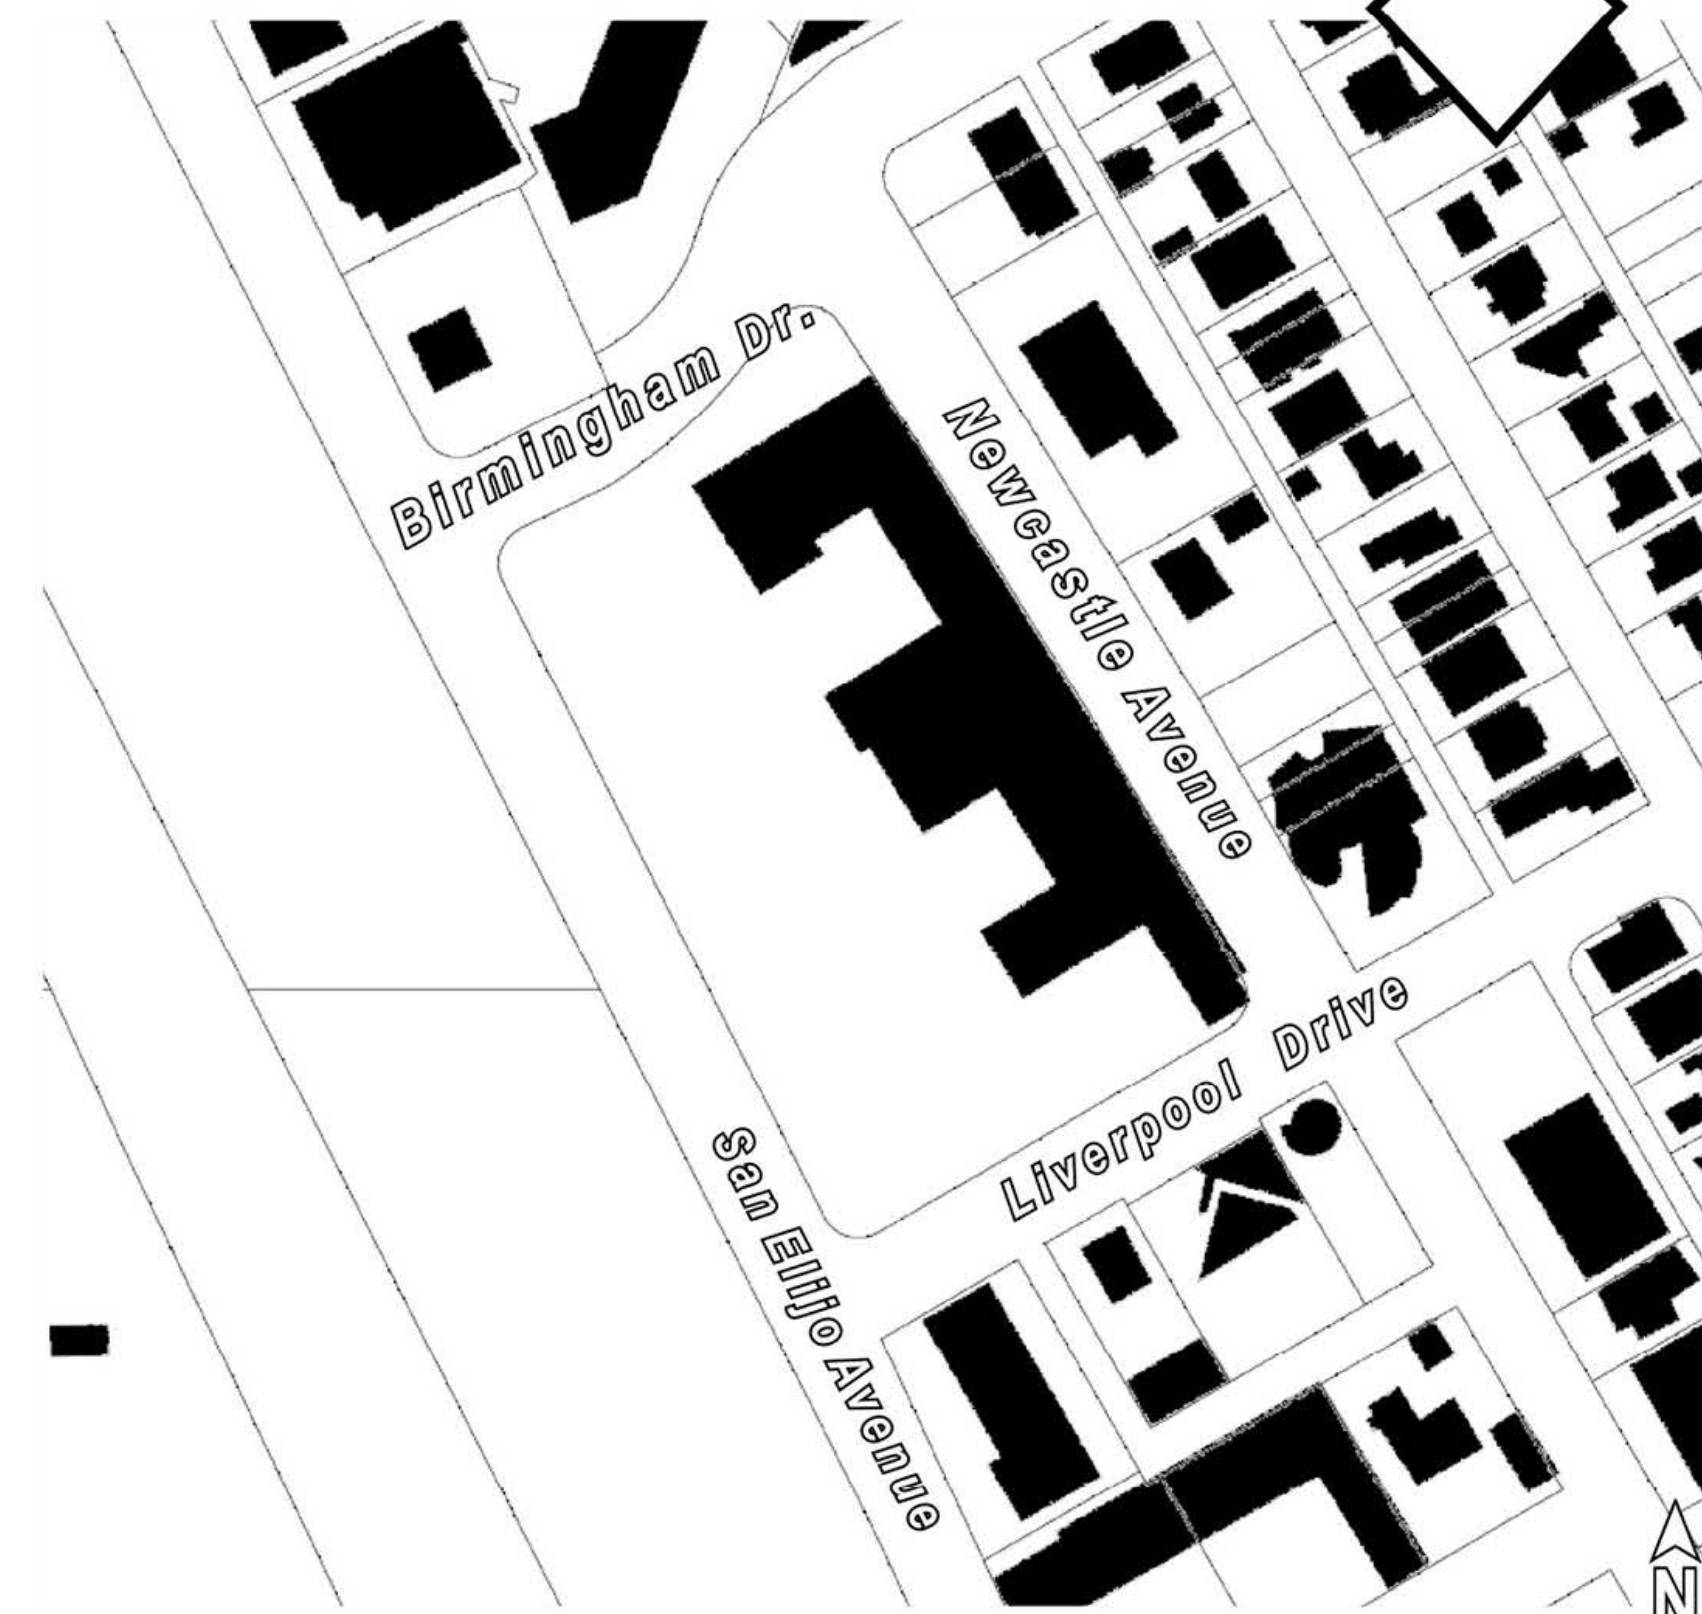 Birmingham Dr.
Newcastle Avenue
Liverpool Drive
San Elijo Avenue
N